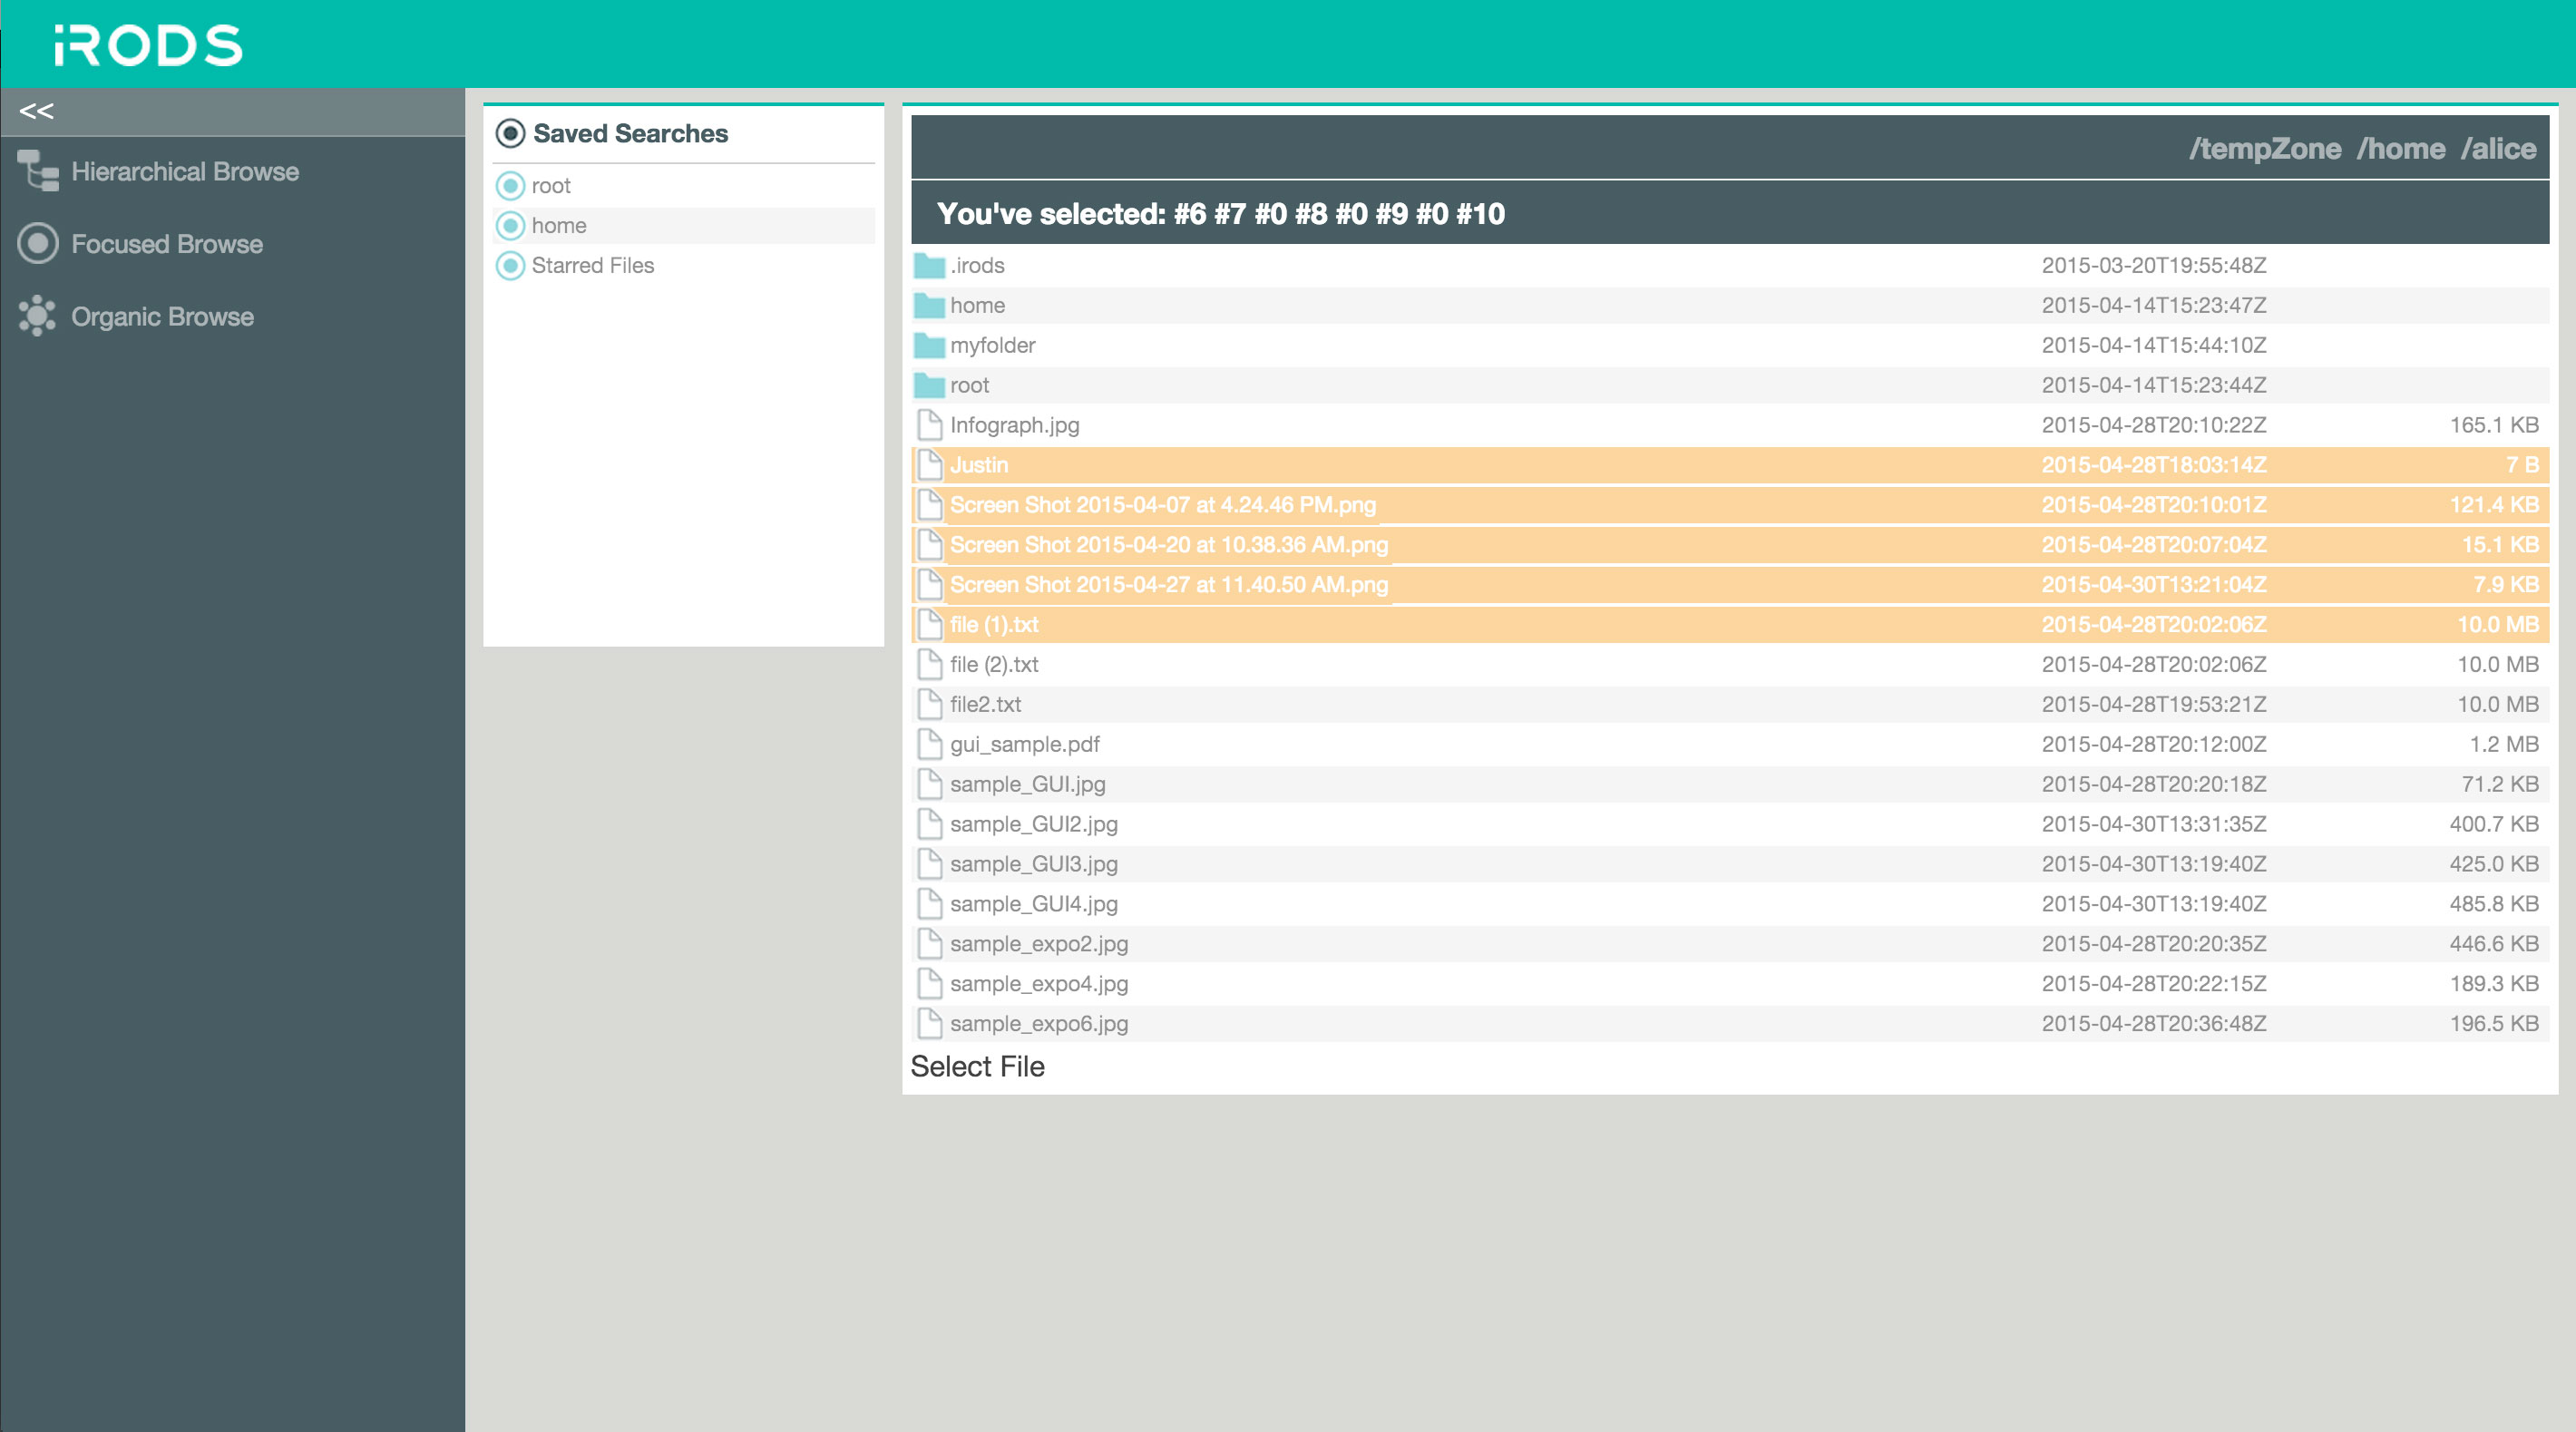 iRODS
<<
Hierarchical Browse
Focused Browse
Organic Browse
Saved Searches
root
home
Starred Files
/tempZone /home /alice
You've selected: #6 #7 #0 #8 #0 #9 #0 #10
.irods 2015-03-20T19:55:48Z
home 2015-04-14T15:23:47Z
myfolder 2015-04-14T15:44:10Z
root 2015-04-14T15:23:44Z
Infograph.jpg 2015-04-28T20:10:22Z 165.1 KB
Justin 2015-04-28T18:03:14Z 7 B
Screen Shot 2015-04-07 at 4.24.46 PM.png 2015-04-28T20:10:01Z 121.4 KB
Screen Shot 2015-04-20 at 10.38.36 AM.png 2015-04-28T20:07:04Z 15.1 KB
Screen Shot 2015-04-27 at 11.40.50 AM.png 2015-04-30T13:21:04Z 7.9 KB
file (1).txt 2015-04-28T20:02:06Z 10.0 MB
file (2).txt 2015-04-28T20:02:06Z 10.0 MB
file2.txt 2015-04-28T19:53:21Z 10.0 MB
gui_sample.pdf 2015-04-28T20:12:00Z 1.2 MB
sample_GUI.jpg 2015-04-28T20:20:18Z 71.2 KB
sample_GUI2.jpg 2015-04-30T13:31:35Z 400.7 KB
sample_GUI3.jpg 2015-04-30T13:19:40Z 425.0 KB
sample_GUI4.jpg 2015-04-30T13:19:40Z 485.8 KB
sample_expo2.jpg 2015-04-28T20:20:35Z 446.6 KB
sample_expo4.jpg 2015-04-28T20:22:15Z 189.3 KB
sample_expo6.jpg 2015-04-28T20:36:48Z 196.5 KB
Select File